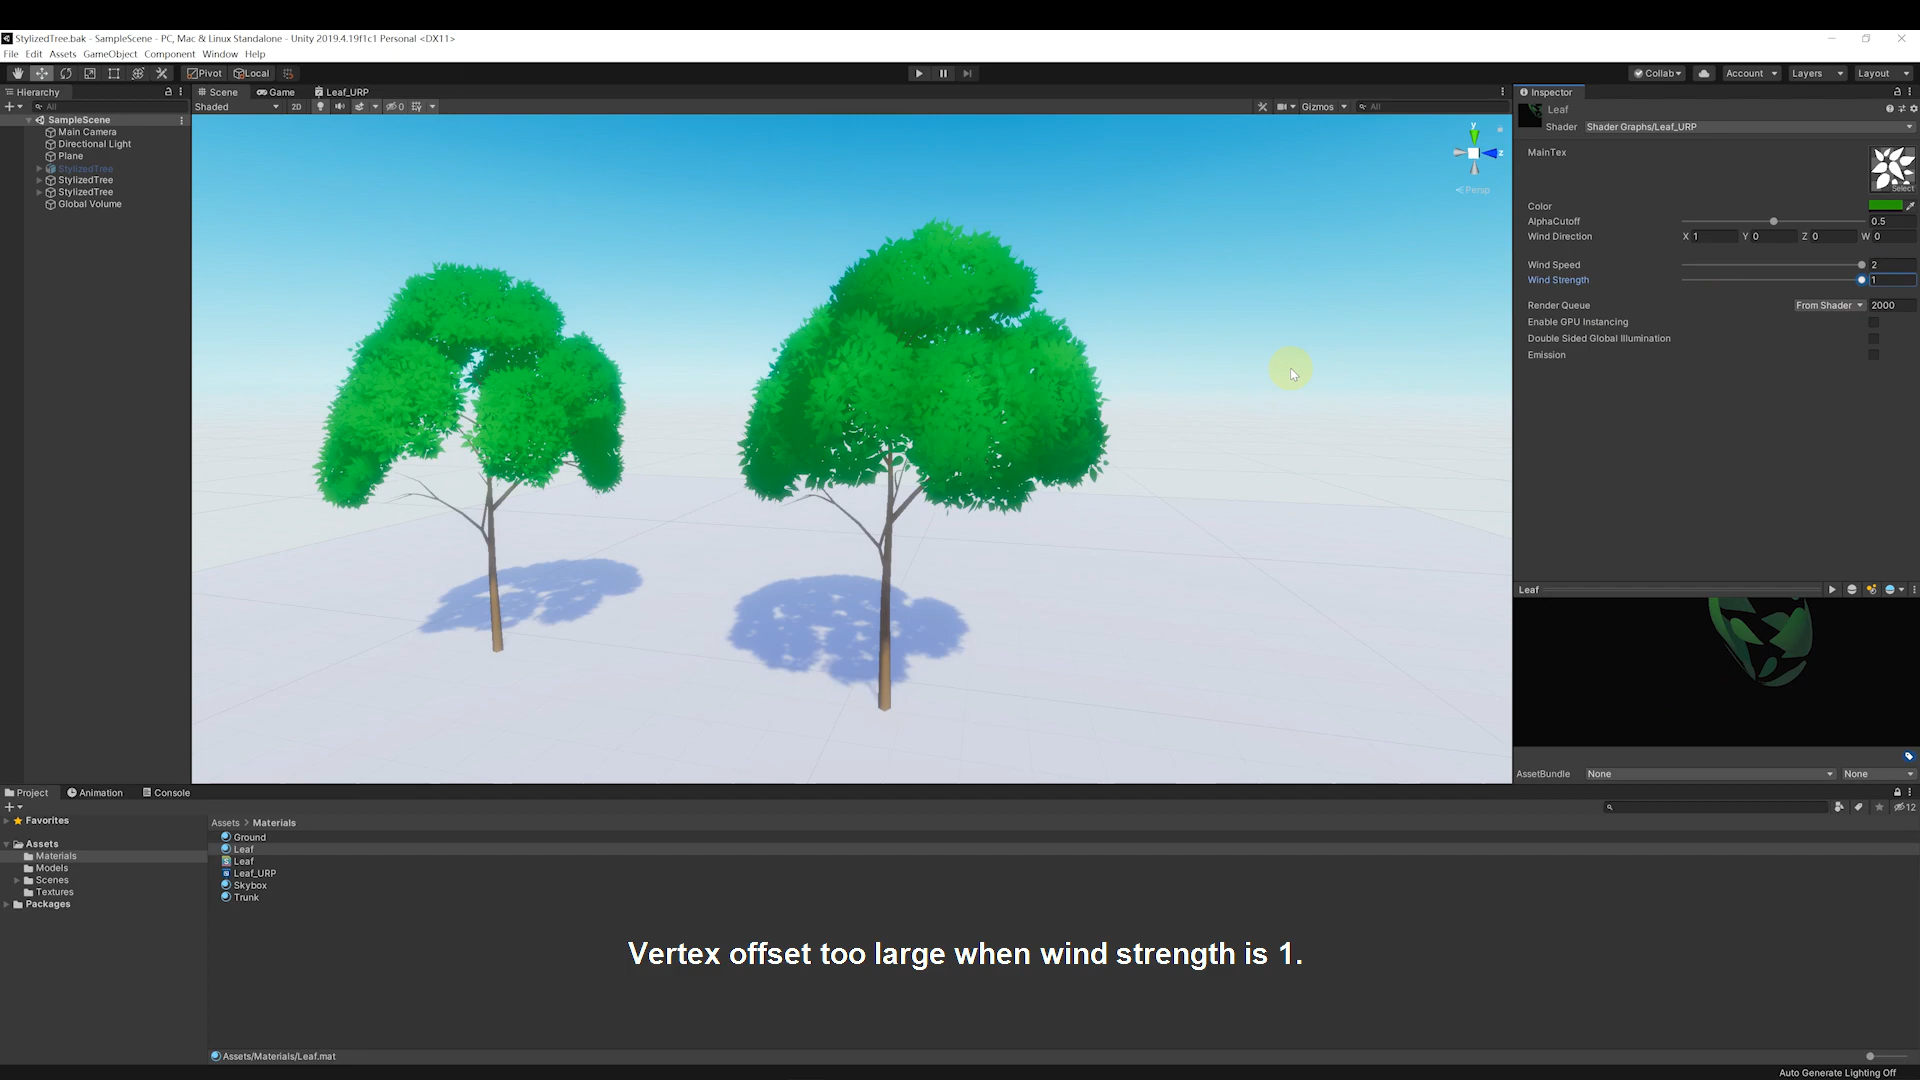 StylizedTree.bak - SampleScene - PC, Mac & Linux Standalone - Unity 2019.4.19f1c1 Personal <DX11>
File Edit Assets GameObject Component Window Help
Pivot Local Collab Account Layers Layout
Hierarchy
All
SampleScene
Main Camera
Directional Light
Plane
StylizedTree
StylizedTree
StylizedTree
Global Volume
Scene Game Leaf_URP
Shaded 2D 0 Gizmos All
y
z
Persp
Inspector
Leaf
Shader Shader Graphs/Leaf_URP
MainTex
Select
Color
AlphaCutoff 0.5
Wind Direction X 1 Y 0 Z 0 W 0
Wind Speed 2
Wind Strength 1
Render Queue From Shader 2000
Enable GPU Instancing
Double Sided Global Illumination
Emission
Leaf
AssetBundle None None
Project Animation Console
12
Favorites
Assets
Materials
Models
Scenes
Textures
Packages
Assets > Materials
Ground
Leaf
Leaf
Leaf_URP
Skybox
Trunk
Vertex offset too large when wind strength is 1.
Assets/Materials/Leaf.mat
Auto Generate Lighting Off